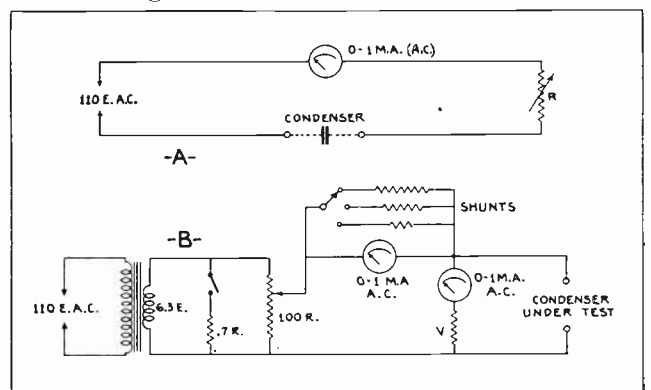 0-1 M.A. (A.C.)
110 E. A.C.
R
CONDENSER
-A-
SHUNTS
-B-
0-1 M.A
A.C.
0-1 M.A.
A.C.
CONDENSER
UNDER TEST
110 E. A.C.
6.3 E.
.7 R.
100 R.
V